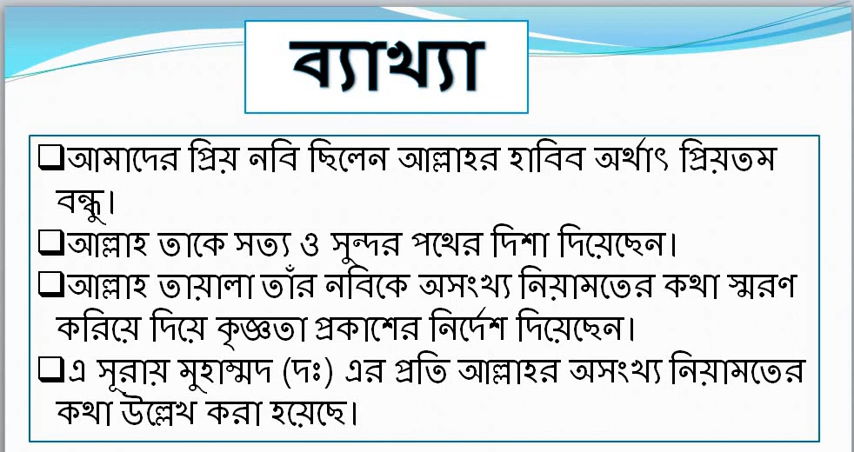 ব্যাখ্যা
❑আমাদের প্রিয় নবি ছিলেন আল্লাহর হাবিব অর্থাৎ প্রিয়তম
বন্ধু।
❑আল্লাহ তাকে সত্য ও সুন্দর পথের দিশা দিয়েছেন।
❑আল্লাহ তায়ালা তাঁর নবিকে অসংখ্য নিয়ামতের কথা স্মরণ
করিয়ে দিয়ে কৃজ্ঞতা প্রকাশের নির্দেশ দিয়েছেন।
❑এ সূরায় মুহাম্মদ (দঃ) এর প্রতি আল্লাহর অসংখ্য নিয়ামতের
কথা উল্লেখ করা হয়েছে।